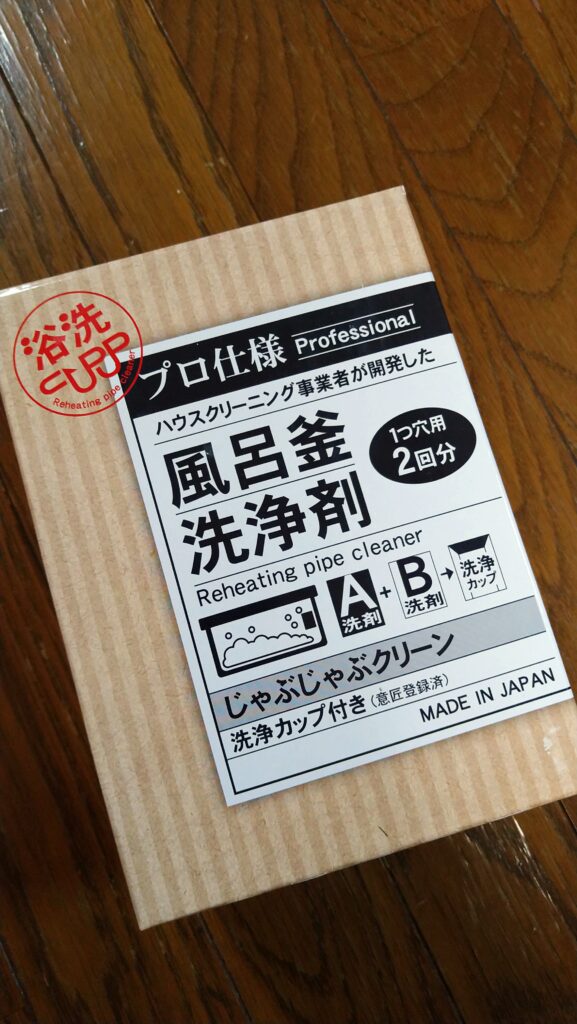 浴洗
CUPP
Reheating pipe cleaner
プロ仕様 Professional
ハウスクリーニング事業者が開発した
風呂釜
洗浄剤
1つ穴用
2回分
Reheating pipe cleaner
A
洗剤
+
B
洗剤
→
洗浄
カップ
じゃぶじゃぶクリーン
洗浄カップ付き(意匠登録済)
MADE IN JAPAN